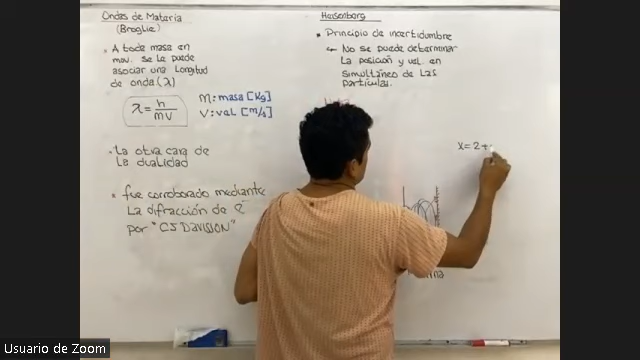 Ondas de Materia
(Broglie)
• A toda masa en
mov. se le puede
asociar una Longitud
de onda (λ)
λ = h/mv
M: masa [Kg]
V: vel [m/s]
• La otra cara de
la dualidad
• fue corroborado mediante
La difracción de e⁻
por "CJ DaVISION"
Heisenberg
• Principio de incertidumbre
← No se puede determinar
La posición y vel. en
simultáneo de Las
partículas.
x = 2 +
Usuario de Zoom